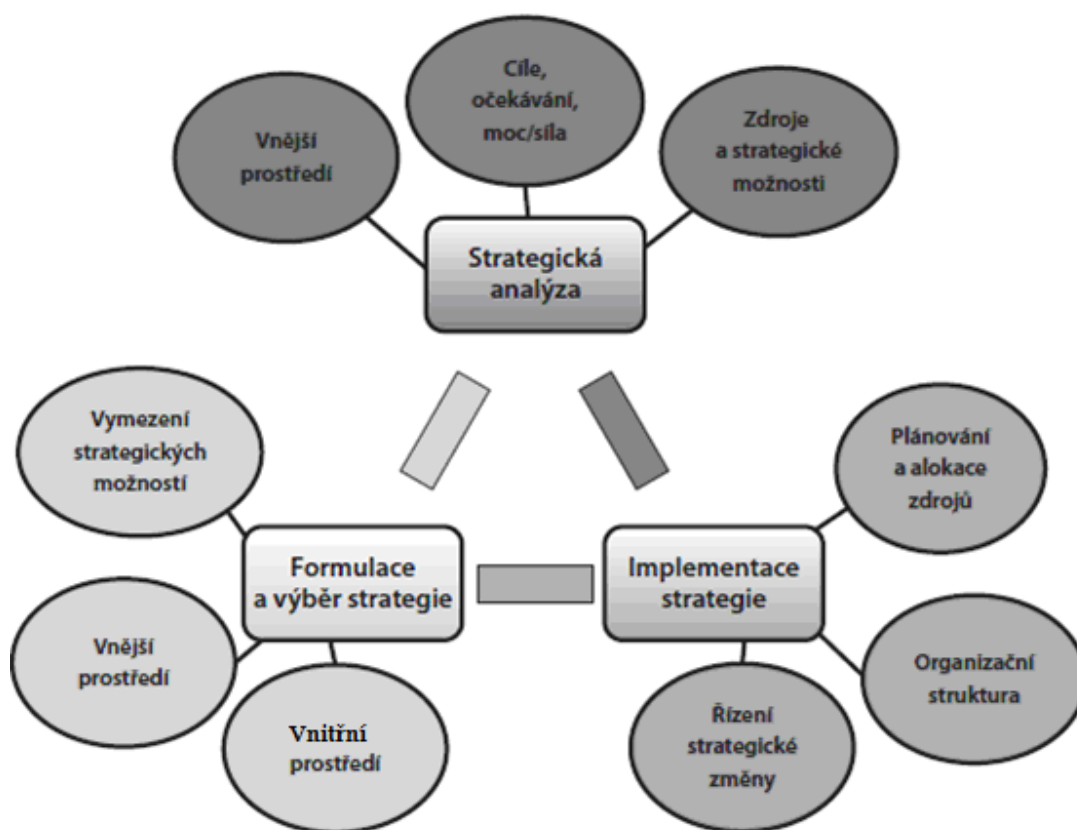 Cíle,
očekávání,
moc/síla
Vnější
prostředí
Zdroje
a strategické
možnosti
Strategická
analýza
Vymezení
strategických
možností
Plánování
a alokace
zdrojů
Formulace
a výběr strategie
Implementace
strategie
Vnější
prostředí
Organizační
struktura
Vnitřní
prostředí
Řízení
strategické
změny